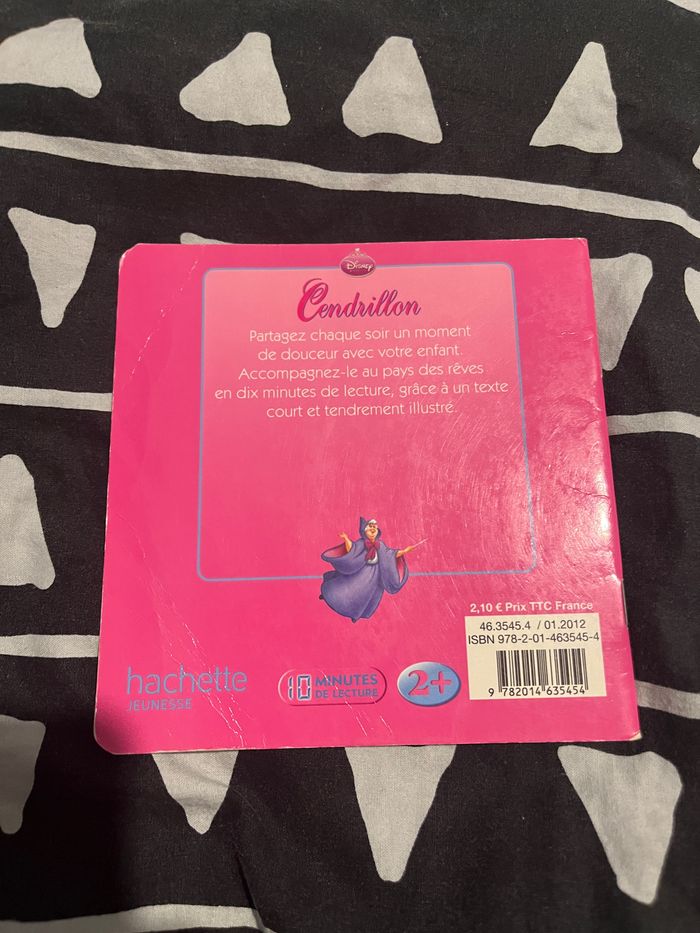 Disney
Cendrillon
Partagez chaque soir un moment
de douceur avec votre enfant.
Accompagnez-le au pays des rêves
en dix minutes de lecture, grâce à un texte
court et tendrement illustré.
2,10 € Prix TTC France
46.3545.4 / 01.2012
ISBN 978-2-01-463545-4
9 782014 635454
hachette
JEUNESSE
10 MINUTES
DE LECTURE
2+